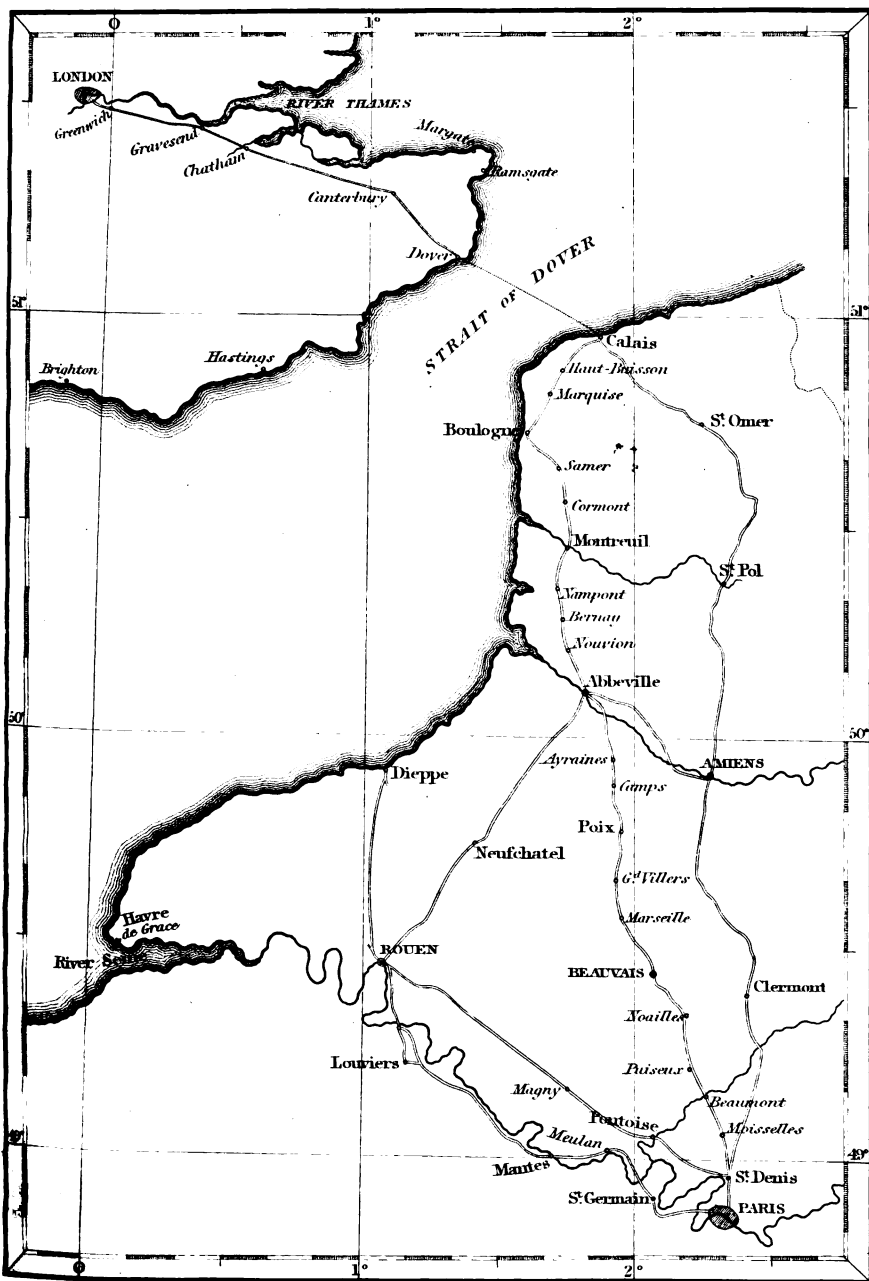 0
1°
2°
LONDON
RIVER THAMES
Greenwich
Gravesend
Margate
Chatham
Ramsgate
Canterbury
Dover
STRAIT OF DOVER
51°
51°
Calais
Hastings
Brighton
Haut-Buisson
Marquise
St. Omer
Boulogne
Samer
Cormont
Montreuil
St. Pol
Nampont
Bernay
Nouvion
Abbeville
50°
50°
Ayraines
AMIENS
Dieppe
Camps
Poix
Neufchatel
Gd. Villers
Marseille
Havre
de Grace
ROUEN
River Seine
BEAUVAIS
Clermont
Noailles
Louviers
Puiseux
Magny
Beaumont
Pontoise
Moisselles
49°
Meulan
49°
Mantes
St. Denis
St. Germain
PARIS
0
1°
2°